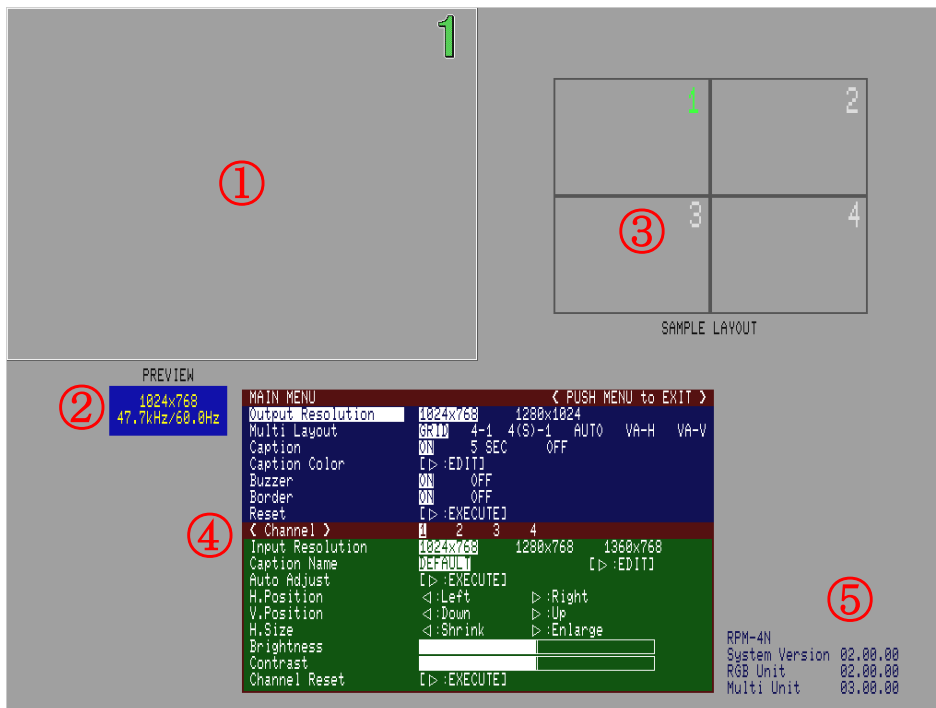 1
①
1 2
3 4
③
SAMPLE LAYOUT
PREVIEW
②
1024x768
47.7kHz/60.0Hz
MAIN MENU < PUSH MENU to EXIT >
Output Resolution 1024x768 1280x1024
Multi Layout GRID 4-1 4(S)-1 AUTO VA-H VA-V
Caption ON 5 SEC OFF
Caption Color [▷:EDIT]
Buzzer ON OFF
Border ON OFF
Reset [▷:EXECUTE]
④
< Channel > 1 2 3 4
Input Resolution 1024x768 1280x768 1360x768
Caption Name DEFAULT [▷:EDIT]
Auto Adjust [▷:EXECUTE]
H.Position ◁:Left ▷:Right
V.Position ◁:Down ▷:Up
H.Size ◁:Shrink ▷:Enlarge
Brightness
Contrast
Channel Reset [▷:EXECUTE]
⑤
RPM-4N
System Version 02.00.00
RGB Unit 02.00.00
Multi Unit 03.00.00